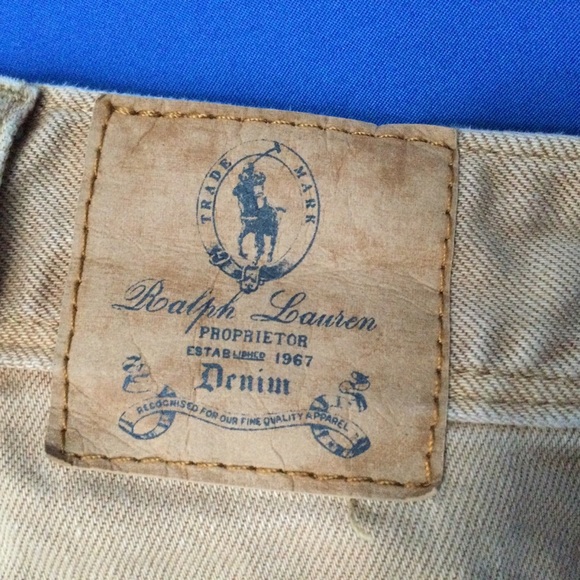 TRADE MARK
Ralph Lauren
PROPRIETOR
ESTABLISHED 1967
Denim
RECOGNISED FOR OUR FINE QUALITY APPAREL